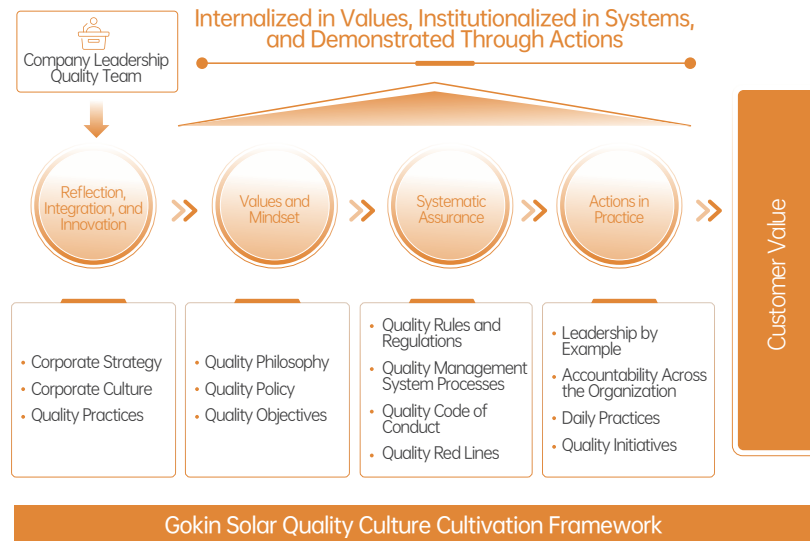 Internalized in Values, Institutionalized in Systems,
and Demonstrated Through Actions
Company Leadership
Quality Team
Reflection,
Integration, and
Innovation
Values and
Mindset
Systematic
Assurance
Actions in
Practice
Customer Value
• Corporate Strategy
• Corporate Culture
• Quality Practices
• Quality Philosophy
• Quality Policy
• Quality Objectives
• Quality Rules and
Regulations
• Quality Management
System Processes
• Quality Code of
Conduct
• Quality Red Lines
• Leadership by
Example
• Accountability Across
the Organization
• Daily Practices
• Quality Initiatives
Gokin Solar Quality Culture Cultivation Framework